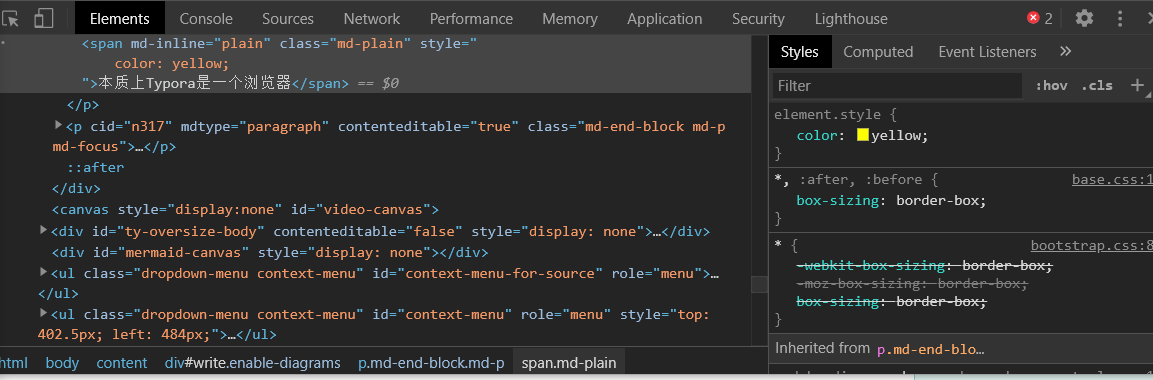 Elements Console Sources Network Performance Memory Application Security Lighthouse 2
<span md-inline="plain" class="md-plain" style="
color: yellow;
">本质上Typora是一个浏览器</span> == $0
</p>
<p cid="n317" mdtype="paragraph" contenteditable="true" class="md-end-block md-p
md-focus">…</p>
::after
</div>
<canvas style="display:none" id="video-canvas">
<div id="ty-oversize-body" contenteditable="false" style="display: none">…</div>
<div id="mermaid-canvas" style="display: none"></div>
<ul class="dropdown-menu context-menu" id="context-menu-for-source" role="menu">…
</ul>
<ul class="dropdown-menu context-menu" id="context-menu" role="menu" style="top:
402.5px; left: 484px;">…</ul>
html body content div#write.enable-diagrams p.md-end-block.md-p span.md-plain
Styles Computed Event Listeners »
Filter :hov .cls +
element.style {
color: yellow;
}
*, :after, :before { base.css:1
box-sizing: border-box;
}
* { bootstrap.css:8
-webkit-box-sizing: border-box;
-moz-box-sizing: border-box;
box-sizing: border-box;
}
Inherited from p.md-end-blo…